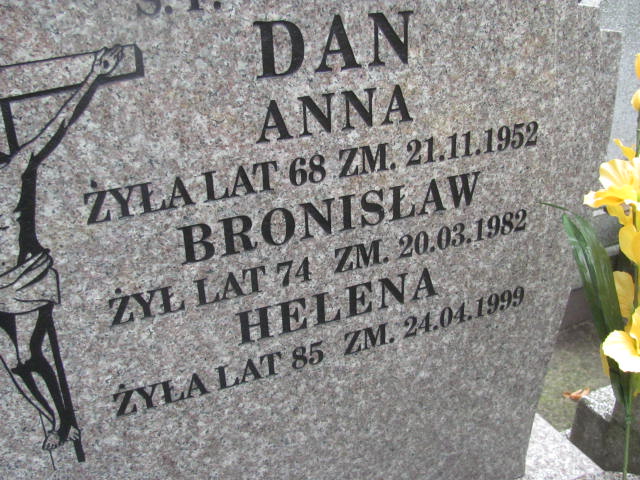 Ś.P.
DAN
ANNA
ŻYŁA LAT 68 ZM. 21.11.1952
BRONISŁAW
ŻYŁ LAT 74 ZM. 20.03.1982
HELENA
ŻYŁA LAT 85 ZM. 24.04.1999